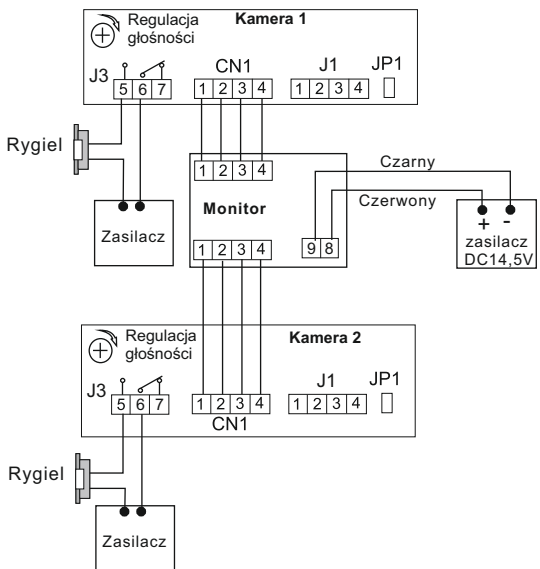 Regulacja
głośności
Kamera 1
J3
5 6 7
CN1
1 2 3 4
J1
1 2 3 4
JP1
Rygiel
Zasilacz
1 2 3 4
Monitor
1 2 3 4
9 8
Czarny
Czerwony
+ -
zasilacz
DC14,5V
Regulacja
głośności
Kamera 2
J3
5 6 7
1 2 3 4
CN1
J1
1 2 3 4
JP1
Rygiel
Zasilacz